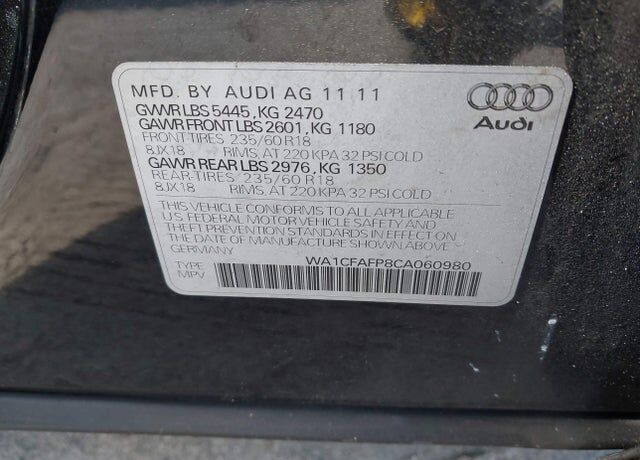 MFD. BY AUDI AG 11 11
GVWR LBS 5445, KG 2470
GAWR FRONT LBS 2601, KG 1180
FRONT TIRES 235/60 R18
8JX18 RIMS, AT 220 KPA 32 PSI COLD
GAWR REAR LBS 2976, KG 1350
REAR-TIRES 235/60 R18
8JX18 RIMS, AT 220 KPA 32 PSI COLD
THIS VEHICLE CONFORMS TO ALL APPLICABLE
U.S. FEDERAL MOTOR VEHICLE SAFETY AND
THEFT PREVENTION STANDARDS IN EFFECT ON
THE DATE OF MANUFACTURE SHOWN ABOVE
GERMANY
TYPE WA1CFAFP8CA060980
MPV
Audi